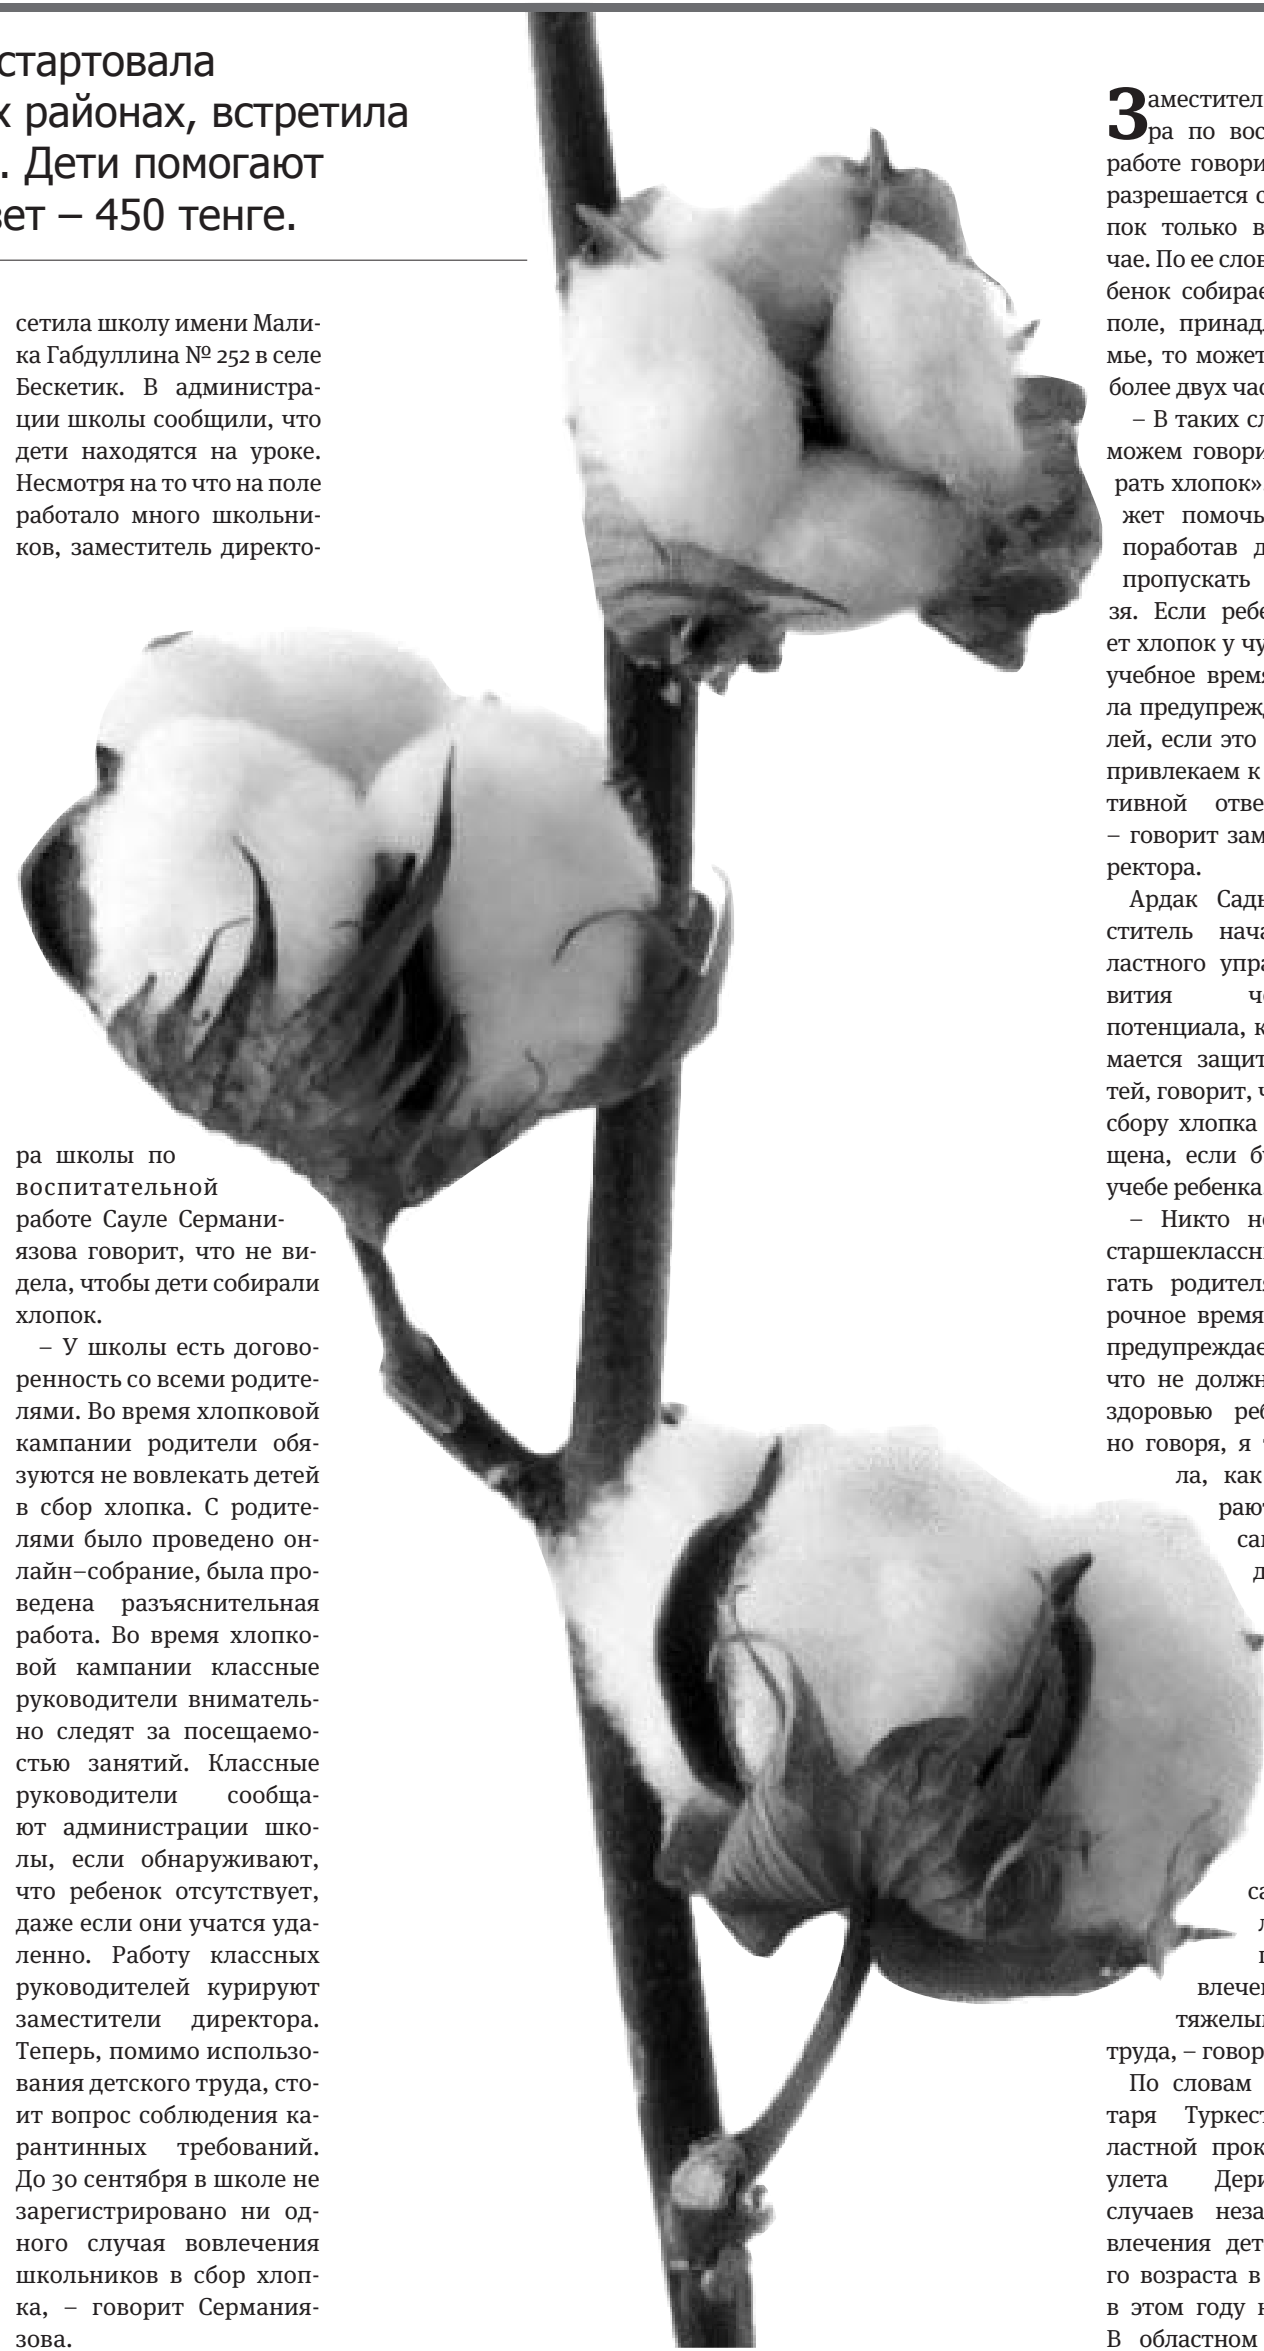 стартовала
х районах, встретила
. Дети помогают
вет – 450 тенге.
сетила школу имени Мали-
ка Габдуллина № 252 в селе
Бескетик. В администра-
ции школы сообщили, что
дети находятся на уроке.
Несмотря на то что на поле
работало много школьни-
ков, заместитель директо-
ра школы по
воспитательной
работе Сауле Сермани-
язова говорит, что не ви-
дела, чтобы дети собирали
хлопок.
– У школы есть догово-
ренность со всеми родите-
лями. Во время хлопковой
кампании родители обя-
зуются не вовлекать детей
в сбор хлопка. С родите-
лями было проведено он-
лайн–собрание, была про-
ведена разъяснительная
работа. Во время хлопко-
вой кампании классные
руководители вниматель-
но следят за посещаемо-
стью занятий. Классные
руководители сообща-
ют администрации шко-
лы, если обнаруживают,
что ребенок отсутствует,
даже если они учатся уда-
ленно. Работу классных
руководителей курируют
заместители директора.
Теперь, помимо использо-
вания детского труда, сто-
ит вопрос соблюдения ка-
рантинных требований.
До 30 сентября в школе не
зарегистрировано ни од-
ного случая вовлечения
школьников в сбор хлоп-
ка, – говорит Сермания-
зова.
Заместител
ра по вос
работе говори
разрешается с
пок только в
чае. По ее слов
бенок собирае
поле, принад
мье, то может
более двух час
– В таких сл
можем говори
рать хлопок»
жет помочь
поработав д
пропускать
зя. Если ребе
ет хлопок у чу
учебное время
ла предупреж
лей, если это
привлекаем к
тивной отве
– говорит зам
ректора.
Ардак Сады
ститель нача
ластного упра
вития че
потенциала, к
мается защит
тей, говорит, ч
сбору хлопка
щена, если б
учебе ребенка
– Никто не
старшеклассн
гать родителя
рочное время
предупреждае
что не должн
здоровью реб
но говоря, я
ла, как
рают
са
д
са
л
влечен
тяжелы
труда, – говор
По словам
таря Туркест
ластной прок
улета Дери
случаев неза
влечения дет
го возраста в
в этом году н
В областном